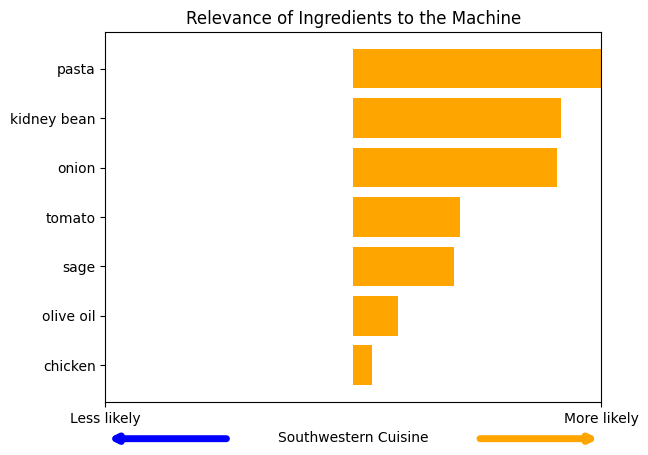 Relevance of Ingredients to the Machine
pasta
kidney bean
onion
tomato
sage
olive oil
chicken
Less likely
More likely
Southwestern Cuisine